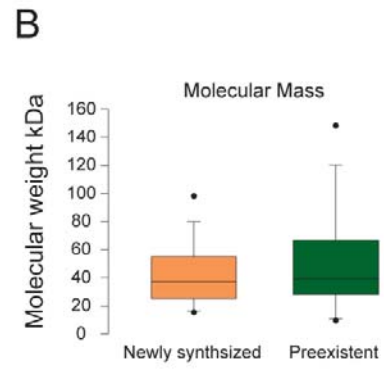 B
Molecular Mass
Molecular weight kDa
160
140
120
100
80
60
40
20
0
Newly synthsized
Preexistent